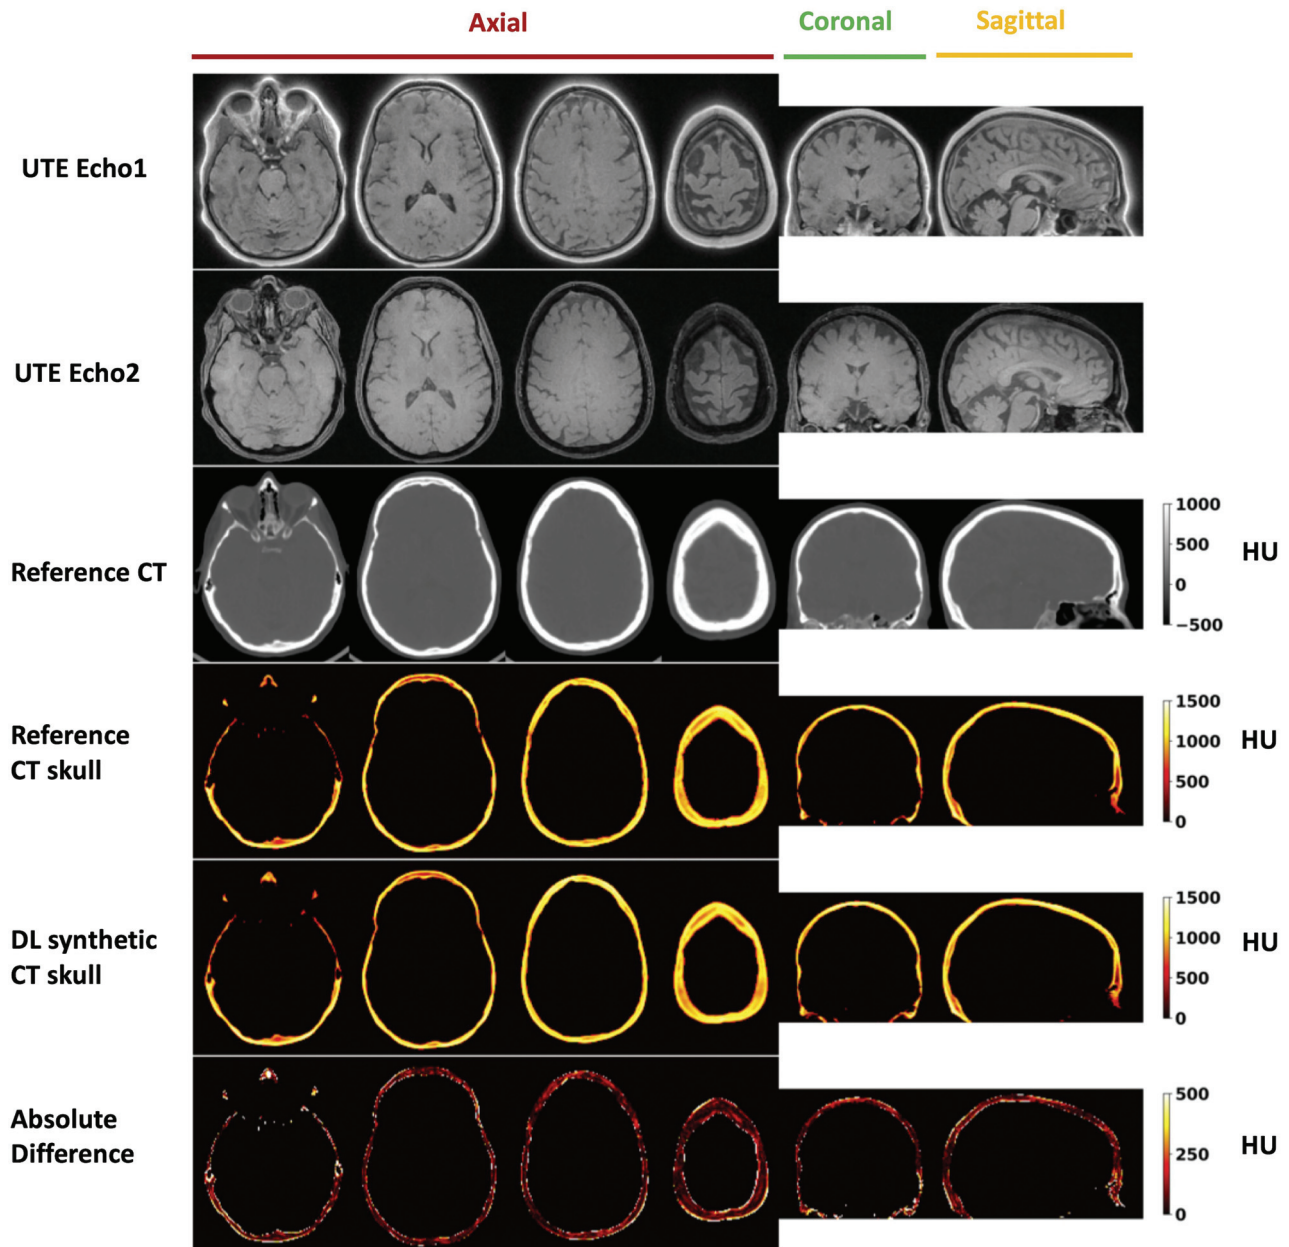 Axial
Coronal
Sagittal
UTE Echo1
UTE Echo2
Reference CT
1000
500
0
−500
HU
Reference
CT skull
1500
1000
500
0
HU
DL synthetic
CT skull
1500
1000
500
0
HU
Absolute
Difference
500
250
0
HU